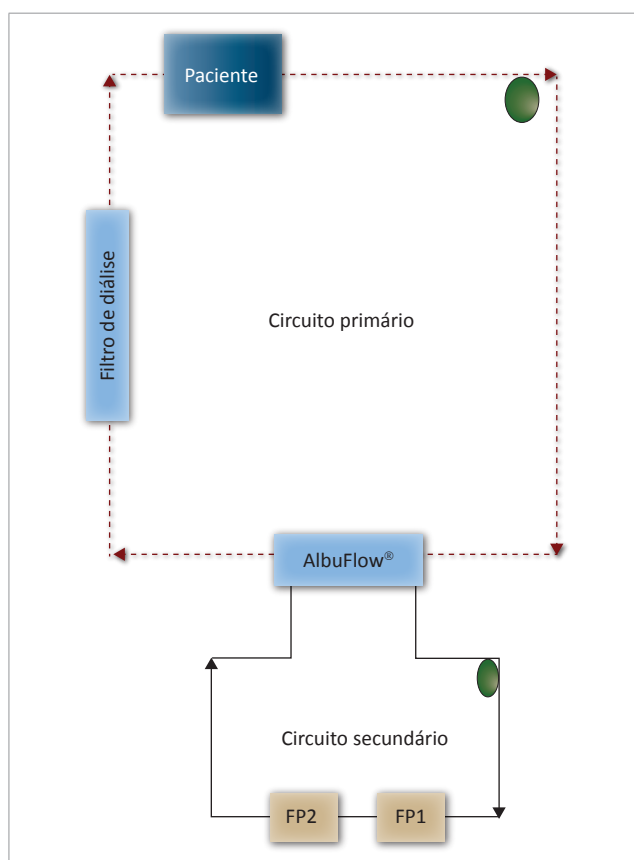 Paciente
Filtro de diálise
Circuito primário
AlbuFlow®
Circuito secundário
FP2
FP1